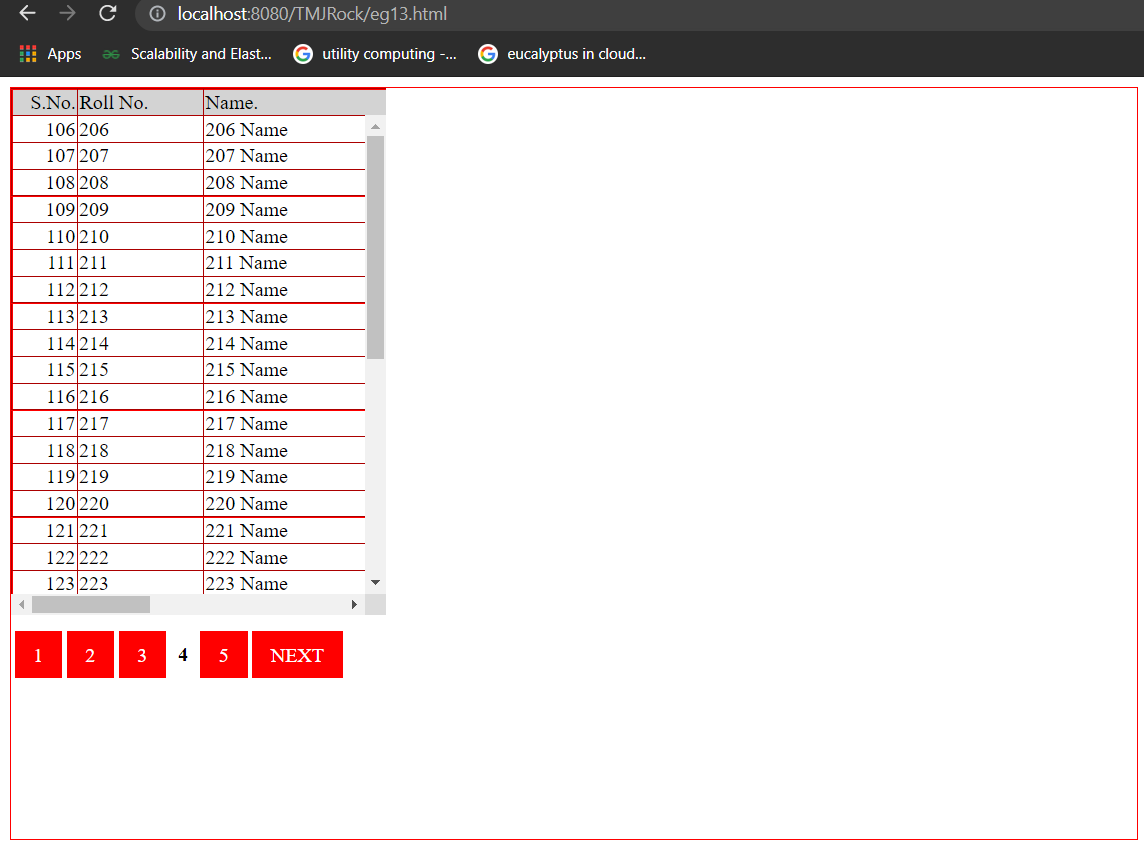 localhost:8080/TMJRock/eg13.html
Apps Scalability and Elast... utility computing -... eucalyptus in cloud...
S.No. Roll No. Name.
106 206 206 Name
107 207 207 Name
108 208 208 Name
109 209 209 Name
110 210 210 Name
111 211 211 Name
112 212 212 Name
113 213 213 Name
114 214 214 Name
115 215 215 Name
116 216 216 Name
117 217 217 Name
118 218 218 Name
119 219 219 Name
120 220 220 Name
121 221 221 Name
122 222 222 Name
123 223 223 Name
1 2 3 4 5 NEXT